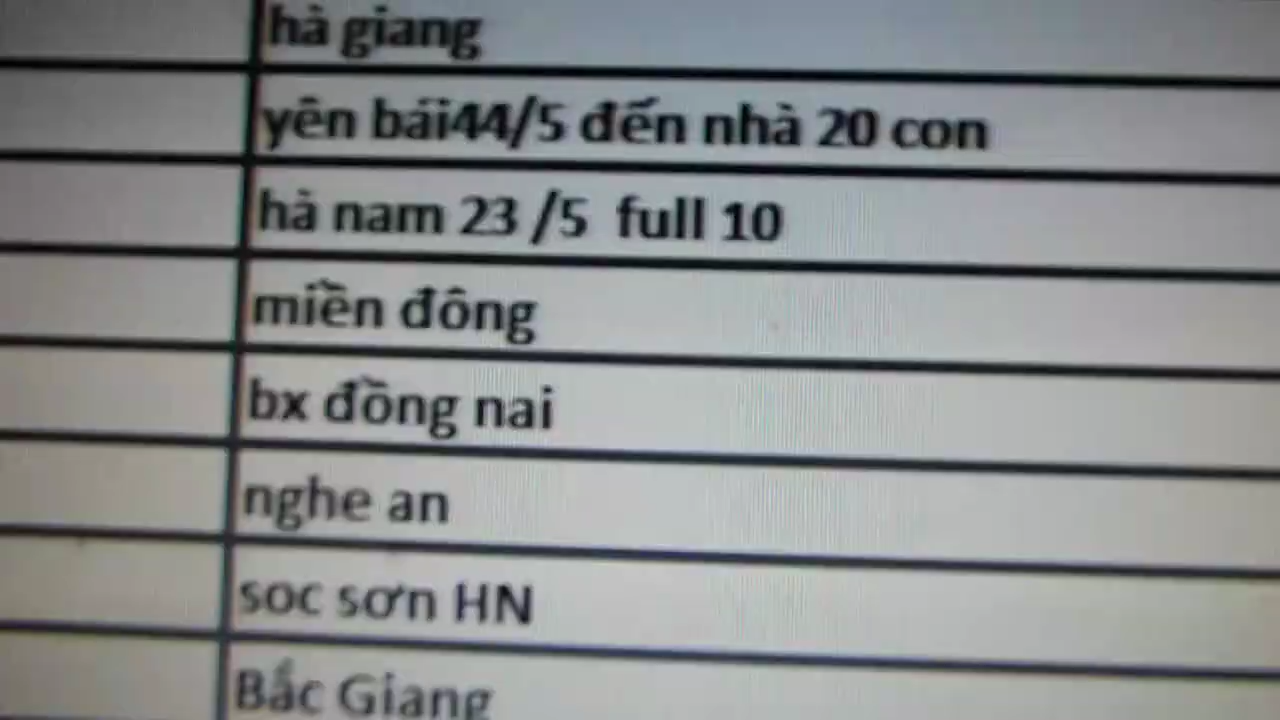 hà giang
yên bái44/5 đến nhà 20 con
hà nam 23 /5 full 10
miền đông
bx đồng nai
nghe an
soc sơn HN
Bắc Giang